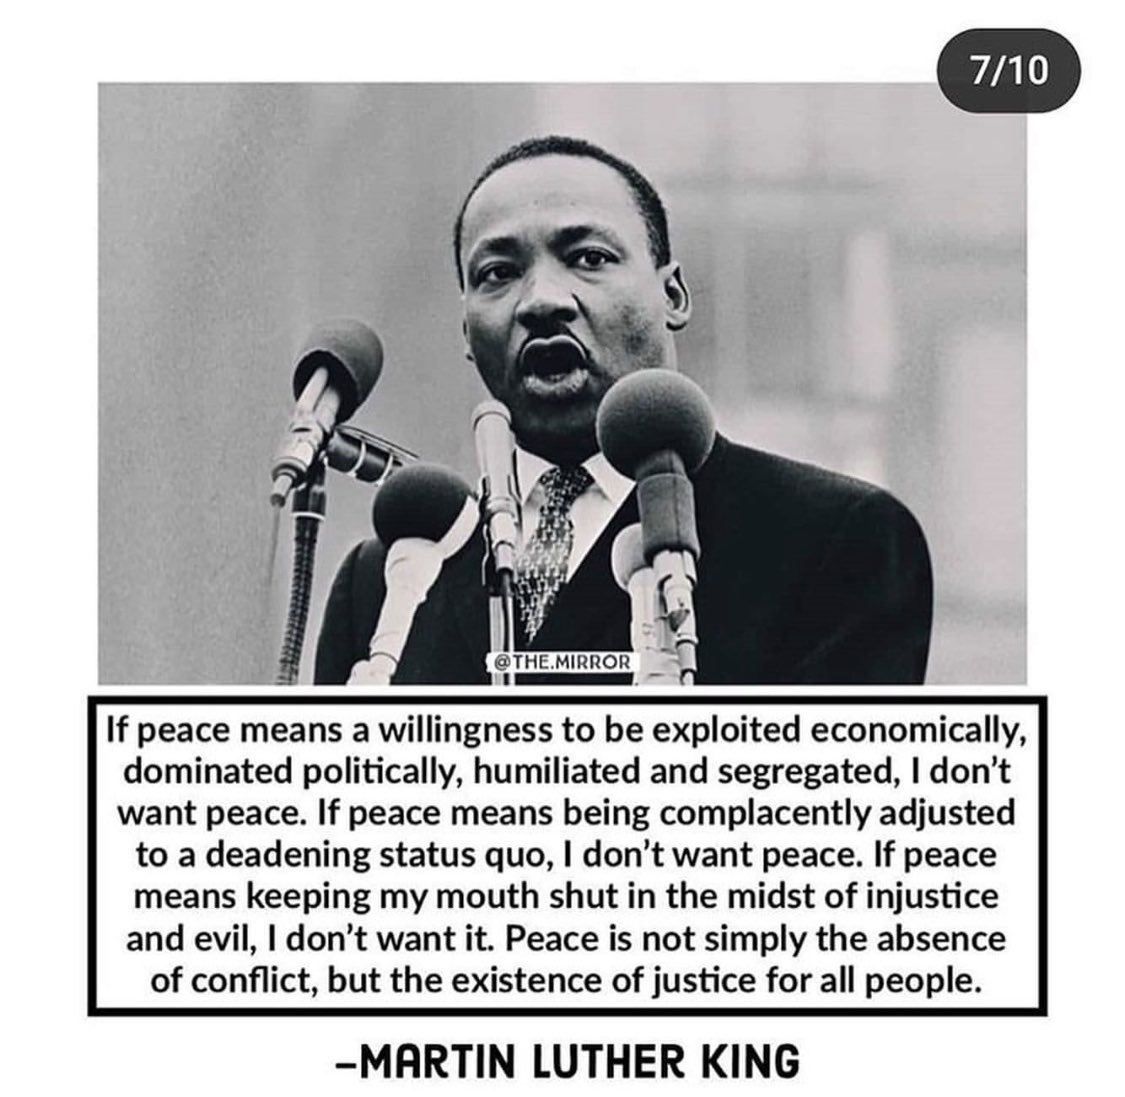 7/10
@THE.MIRROR
If peace means a willingness to be exploited economically,
dominated politically, humiliated and segregated, I don't
want peace. If peace means being complacently adjusted
to a deadening status quo, I don't want peace. If peace
means keeping my mouth shut in the midst of injustice
and evil, I don't want it. Peace is not simply the absence
of conflict, but the existence of justice for all people.
–MARTIN LUTHER KING